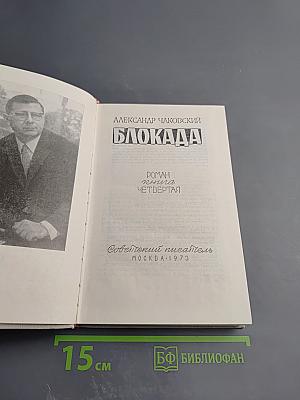 АЛЕКСАНДР ЧАКОВСКИЙ
БЛОКАДА
РОМАН
книга
ЧЕТВЕРТАЯ
Советский писатель
МОСКВА·1973
15 см
БФ БИБЛИОФАН